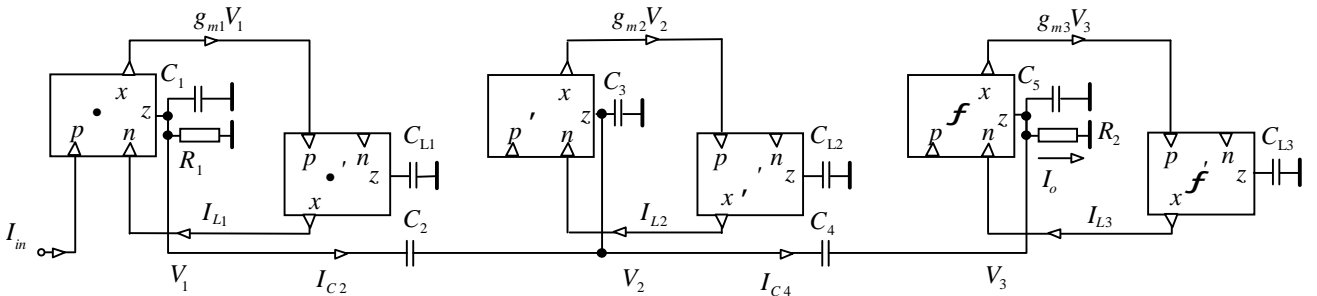 g_{m1}V_1
g_{m2}V_2
g_{m3}V_3
x
C_1
z
p
n
R_1
p
n
C_{L1}
z
x
I_{L1}
C_2
I_{in}
V_1
I_{C2}
x
C_3
z
p
'
n
p
n
C_{L2}
z
x
'
I_{L2}
C_4
V_2
I_{C4}
f
x
C_5
z
p
n
R_2
I_o
p
n
C_{L3}
z
f'
x
I_{L3}
V_3